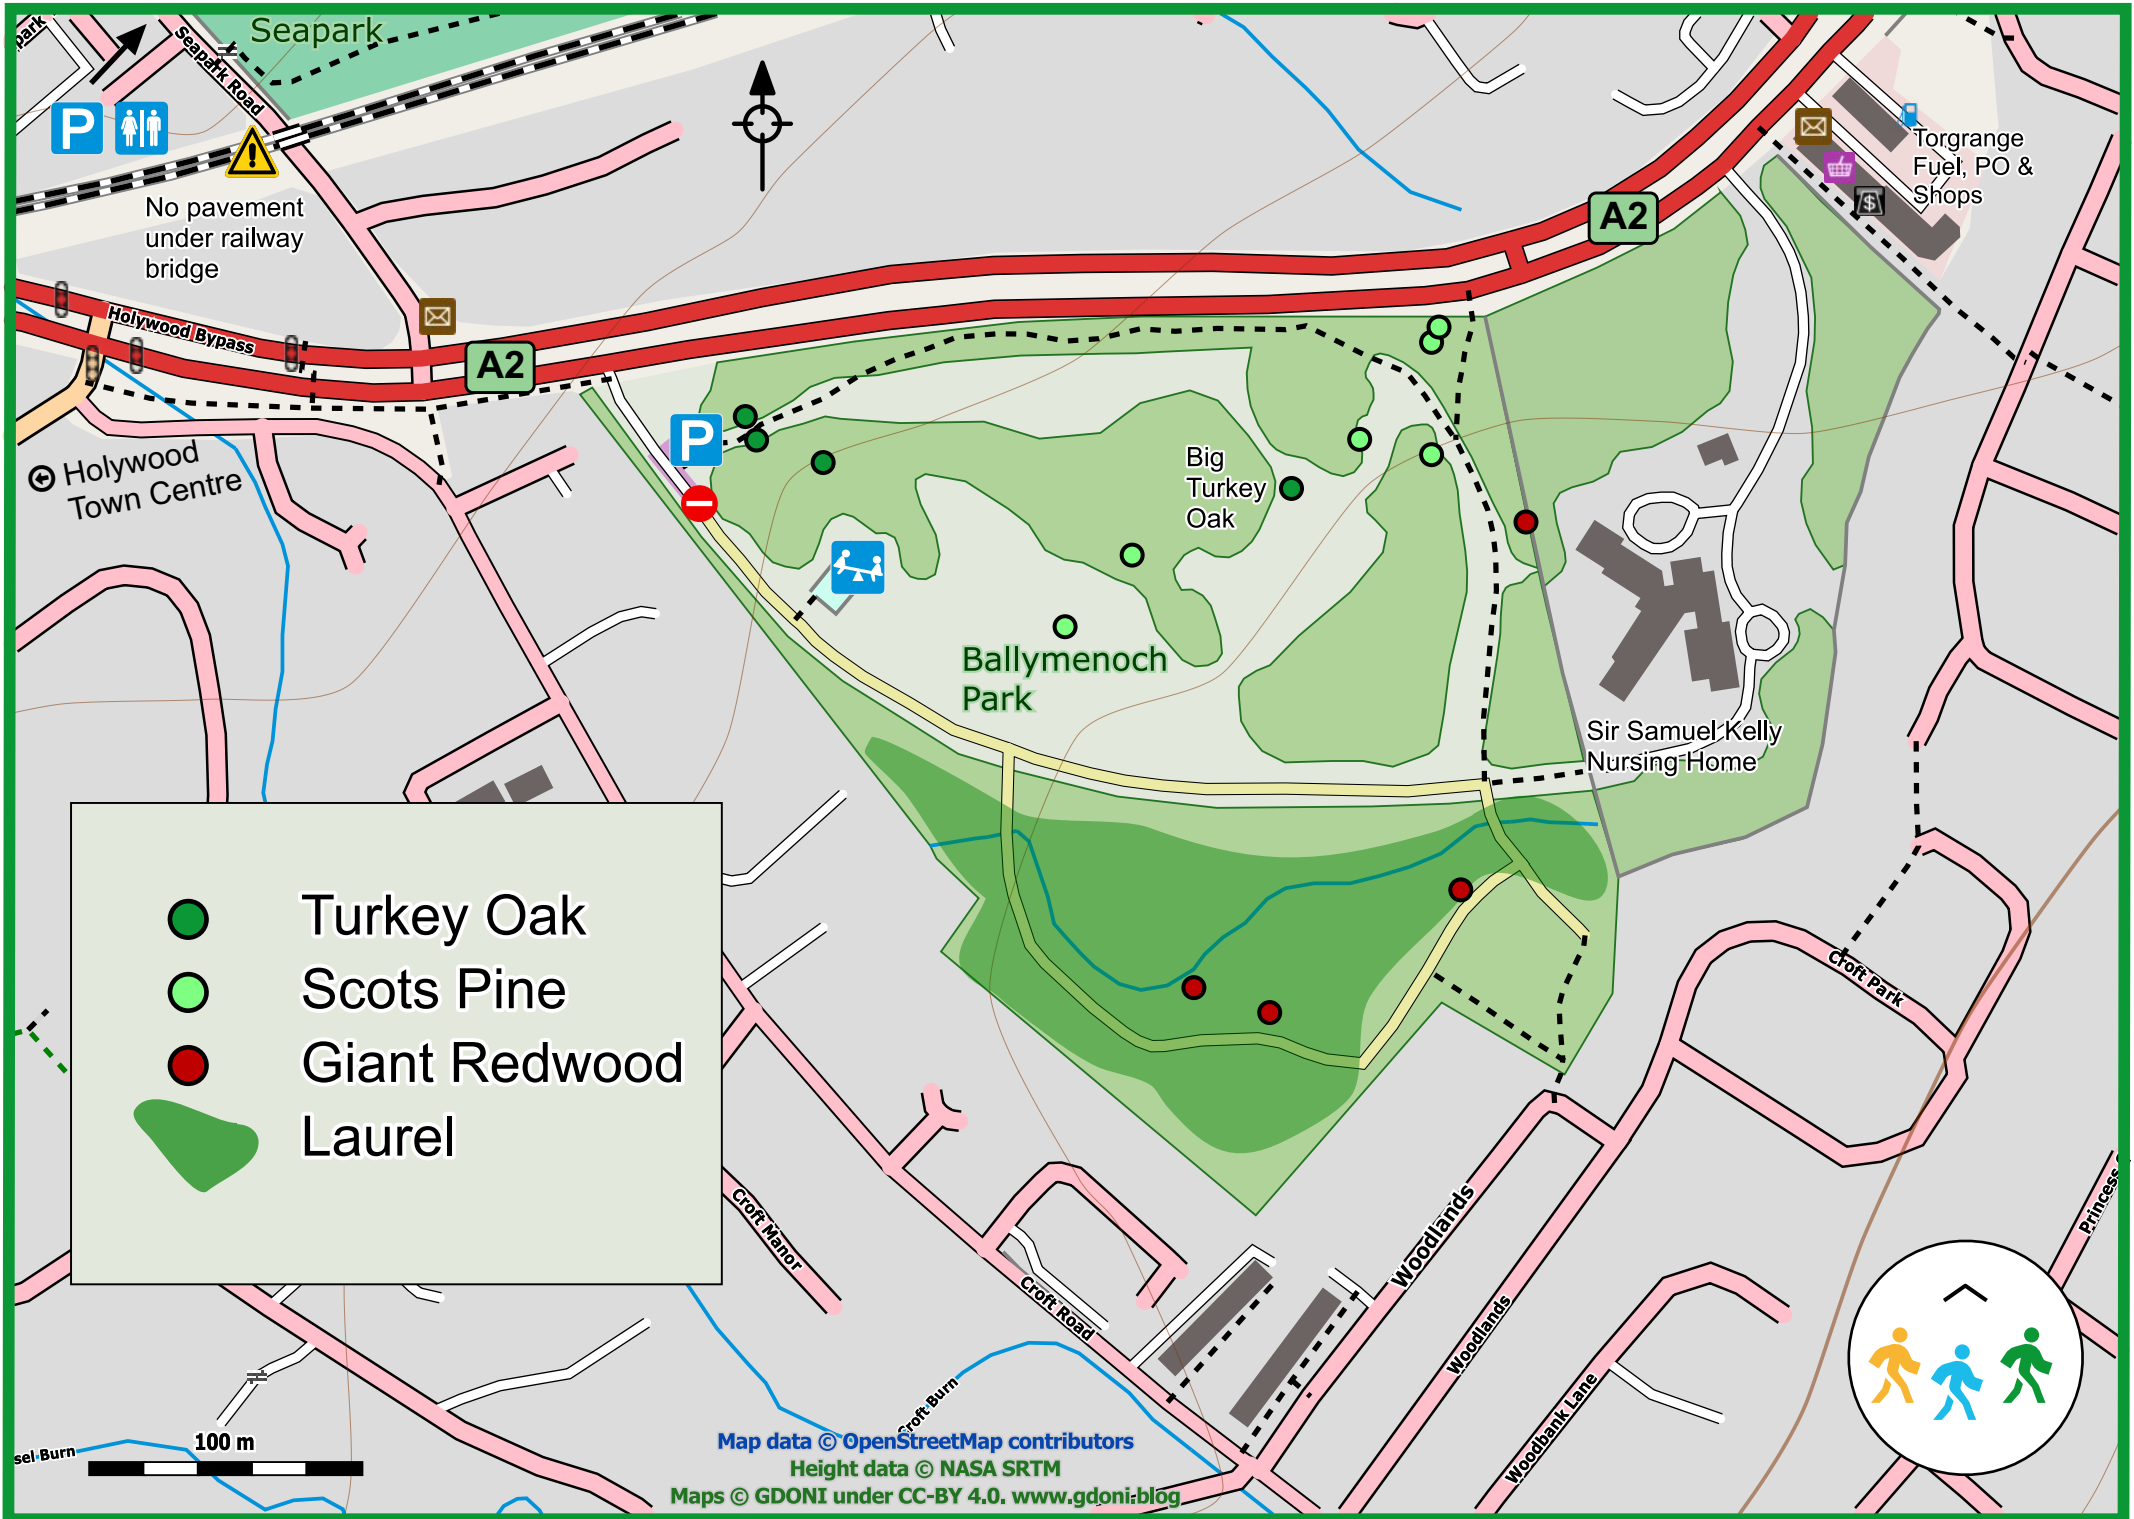 Seapark
park
Seapark Road
P
No pavement
under railway
bridge
A2
Torgrange
Fuel, PO &
Shops
$
Holywood Bypass
A2
P
Holywood
Town Centre
Big
Turkey
Oak
Ballymenoch
Park
Sir Samuel Kelly
Nursing Home
Turkey Oak
Scots Pine
Giant Redwood
Laurel
Croft Park
Croft Manor
Croft Road
Woodlands
Woodlands
Woodbank Lane
Princess
Croft Burn
sel Burn
100 m
Map data © OpenStreetMap contributors
Height data © NASA SRTM
Maps © GDONI under CC-BY 4.0. www.gdoni.blog